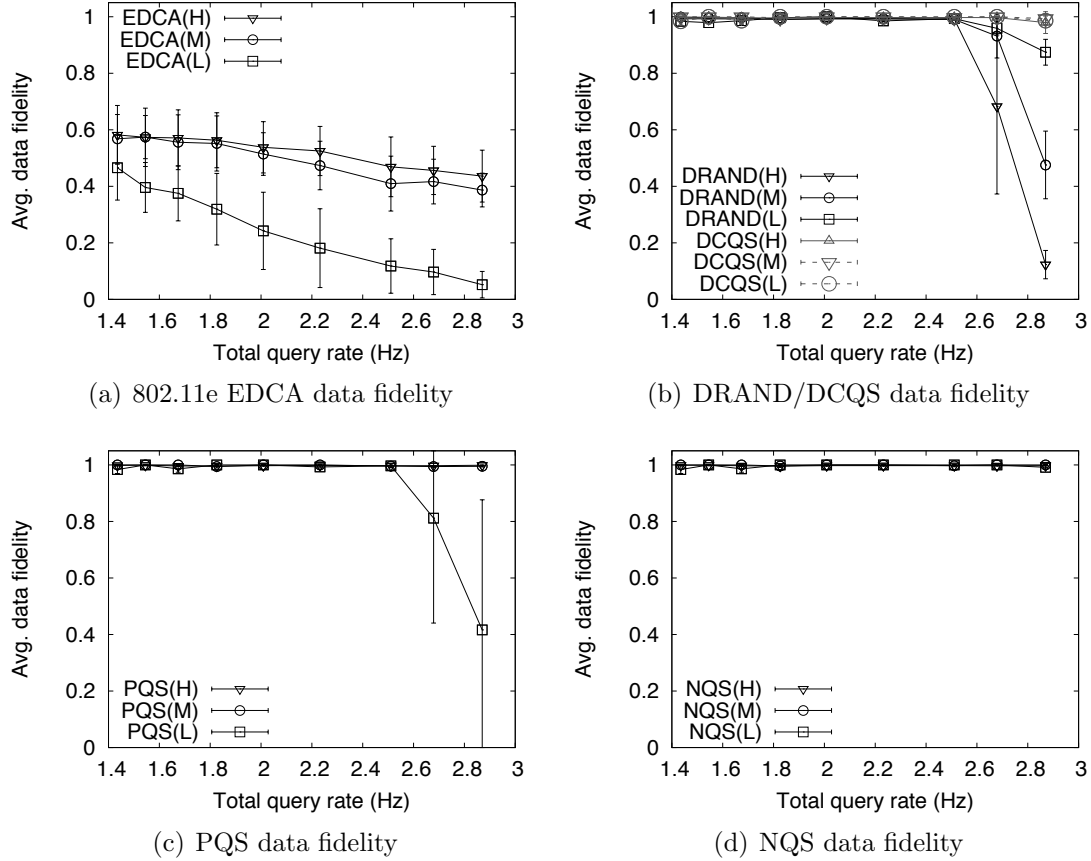 Avg. data fidelity
1
0.8
0.6
0.4
0.2
0
EDCA(H)
EDCA(M)
EDCA(L)
1.4 1.6 1.8 2 2.2 2.4 2.6 2.8 3
Total query rate (Hz)
(a) 802.11e EDCA data fidelity
Avg. data fidelity
1
0.8
0.6
0.4
0.2
0
DRAND(H)
DRAND(M)
DRAND(L)
DCQS(H)
DCQS(M)
DCQS(L)
1.4 1.6 1.8 2 2.2 2.4 2.6 2.8 3
Total query rate (Hz)
(b) DRAND/DCQS data fidelity
Avg. data fidelity
1
0.8
0.6
0.4
0.2
0
PQS(H)
PQS(M)
PQS(L)
1.4 1.6 1.8 2 2.2 2.4 2.6 2.8 3
Total query rate (Hz)
(c) PQS data fidelity
Avg. data fidelity
1
0.8
0.6
0.4
0.2
0
NQS(H)
NQS(M)
NQS(L)
1.4 1.6 1.8 2 2.2 2.4 2.6 2.8 3
Total query rate (Hz)
(d) NQS data fidelity